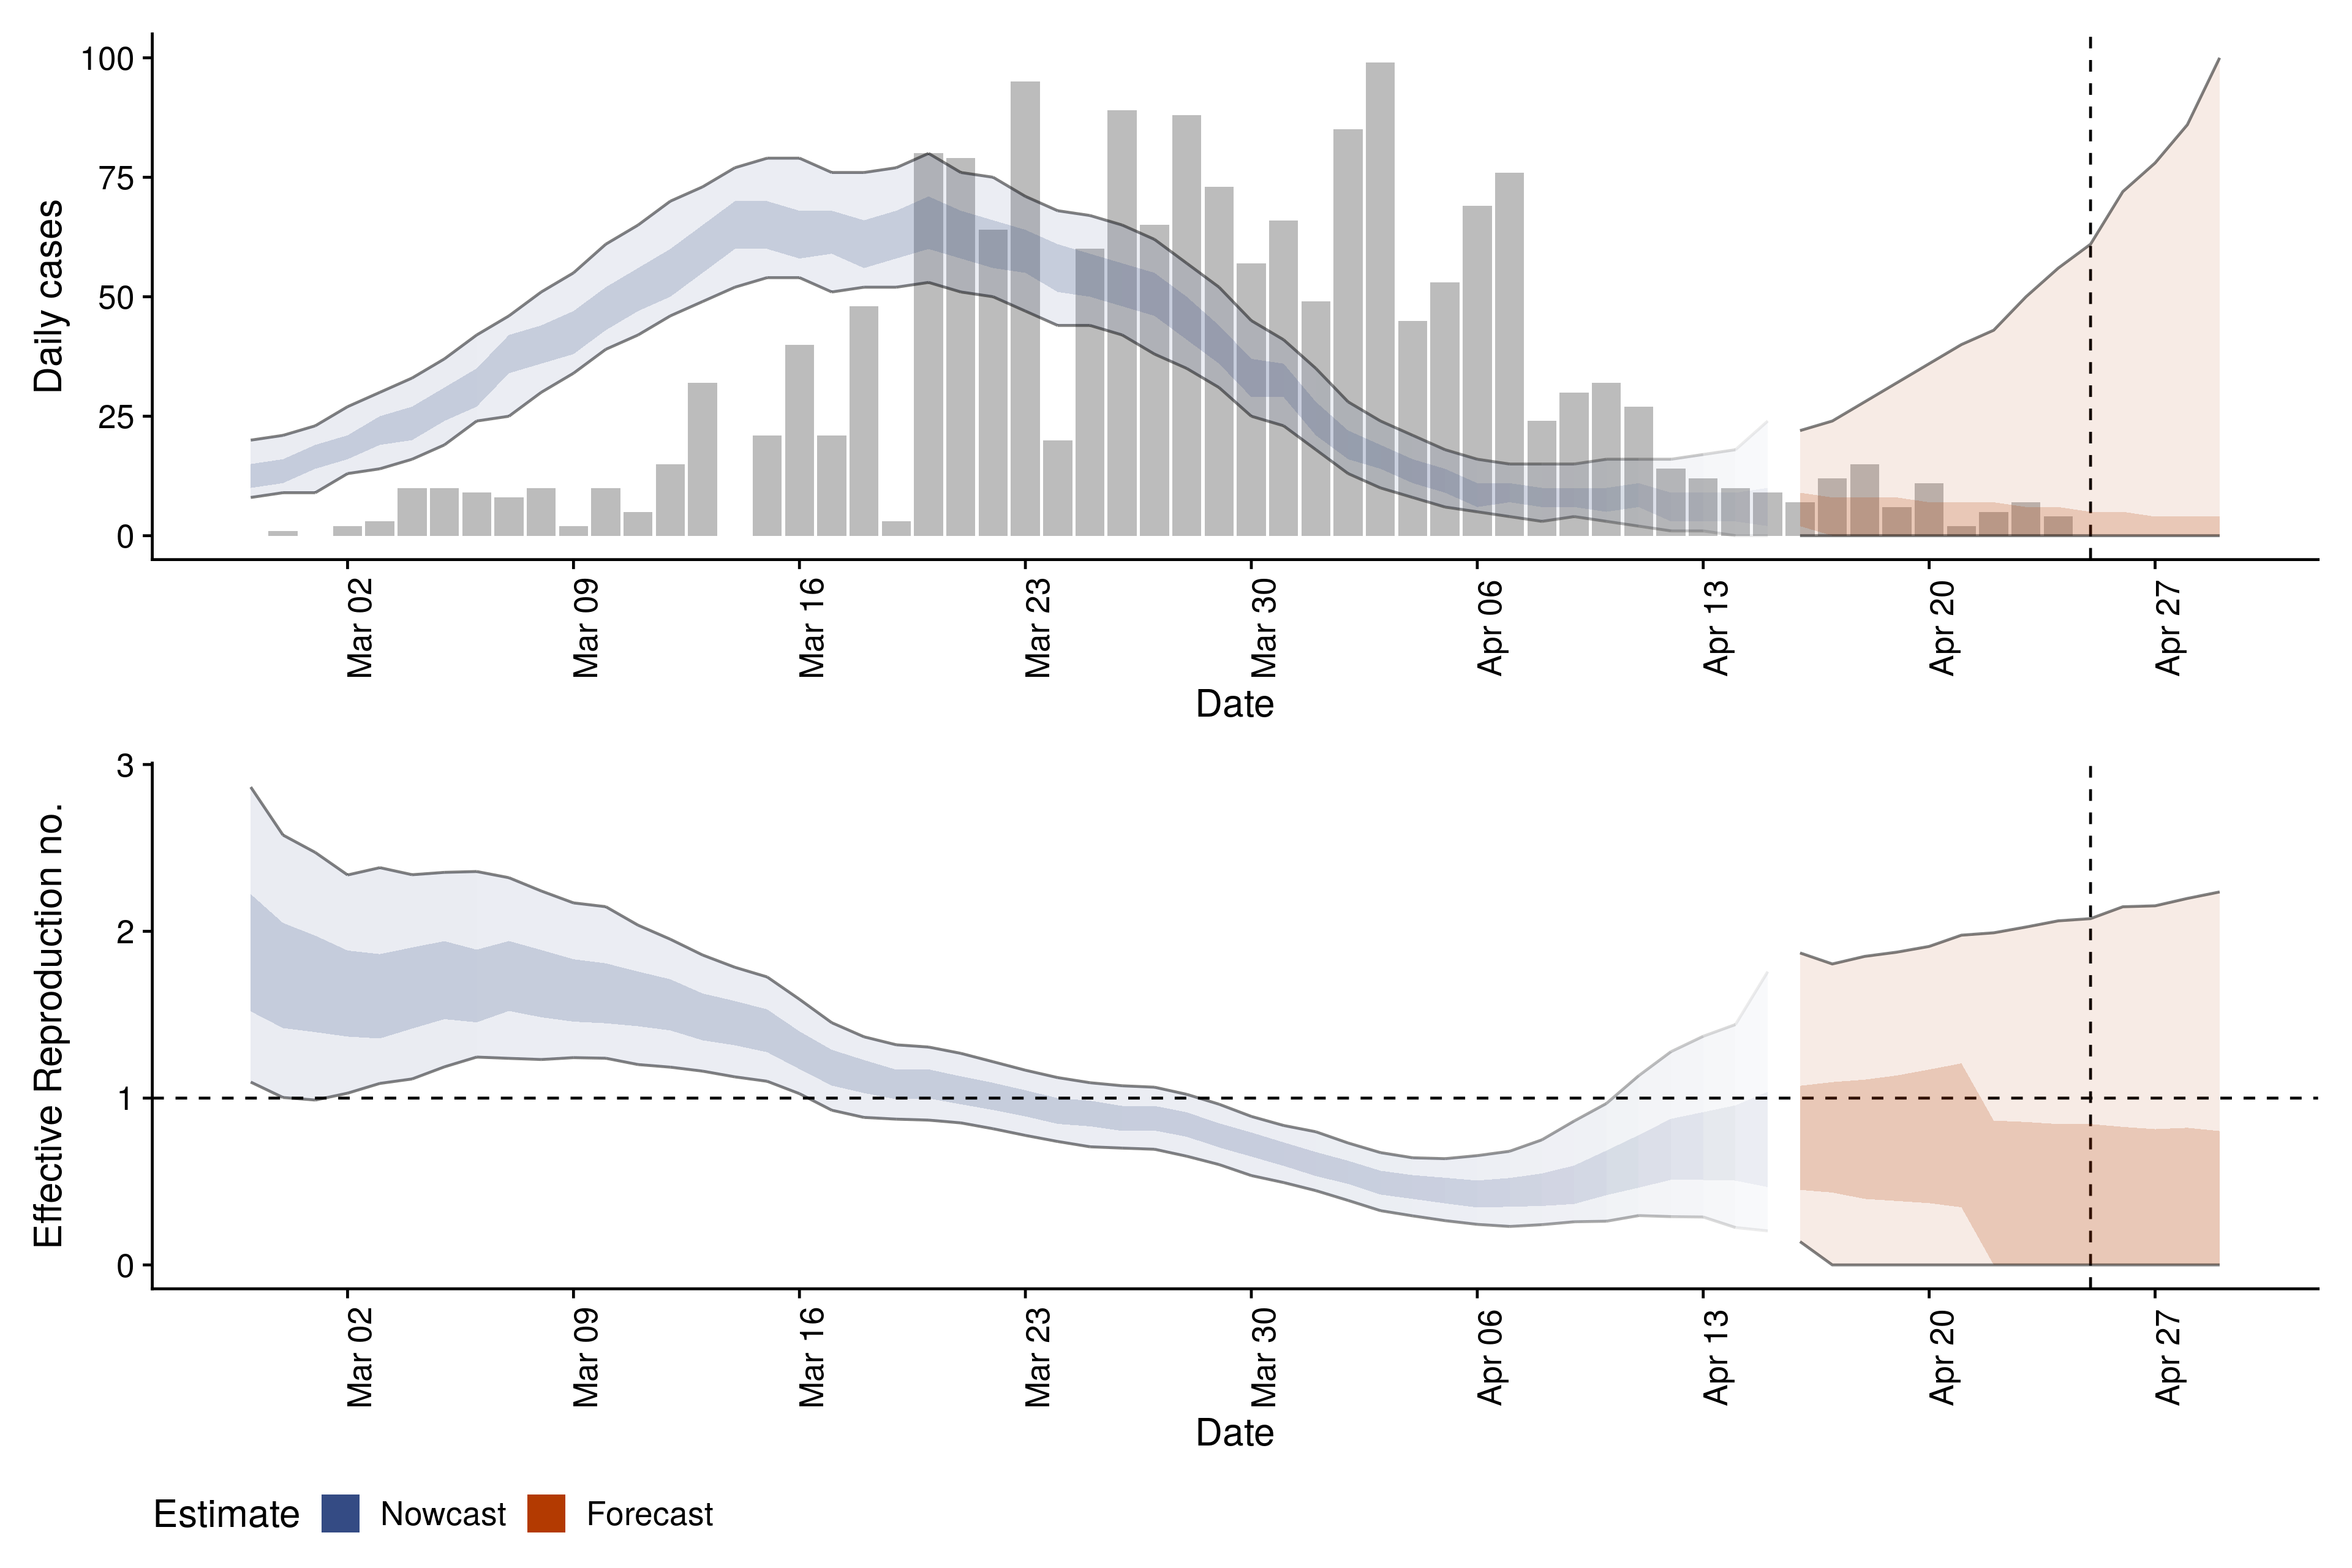 Daily cases
100
75
50
25
0
Mar 02 Mar 09 Mar 16 Mar 23 Mar 30 Apr 06 Apr 13 Apr 20 Apr 27
Date
Effective Reproduction no.
3
2
1
0
Mar 02 Mar 09 Mar 16 Mar 23 Mar 30 Apr 06 Apr 13 Apr 20 Apr 27
Date
Estimate Nowcast Forecast